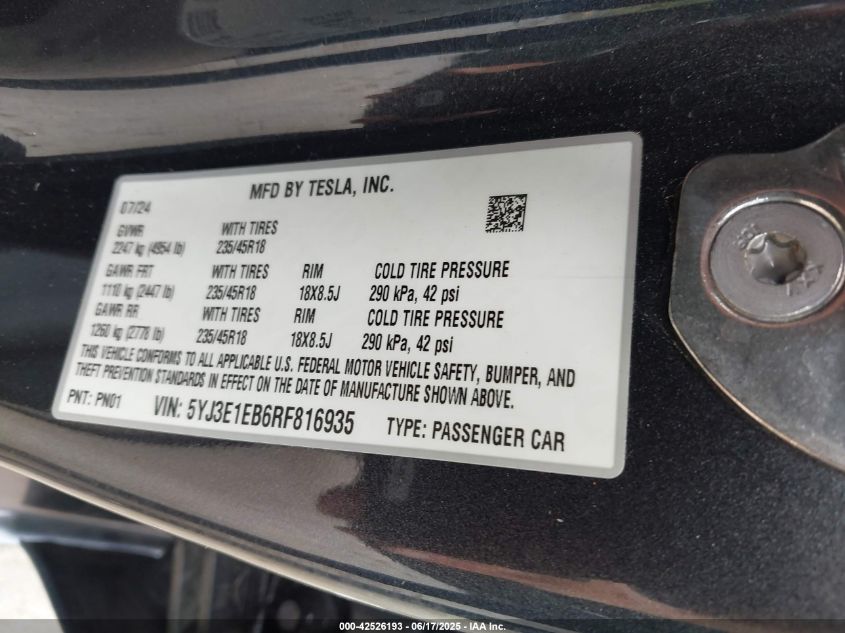 MFD BY TESLA, INC.
07/24
GVWR WITH TIRES
2247 kg (4954 lb) 235/45R18
GAWR FRT WITH TIRES RIM COLD TIRE PRESSURE
1110 kg (2447 lb) 235/45R18 18X8.5J 290 kPa, 42 psi
GAWR RR WITH TIRES RIM COLD TIRE PRESSURE
1260 kg (2778 lb) 235/45R18 18X8.5J 290 kPa, 42 psi
THIS VEHICLE CONFORMS TO ALL APPLICABLE U.S. FEDERAL MOTOR VEHICLE SAFETY, BUMPER, AND
THEFT PREVENTION STANDARDS IN EFFECT ON THE DATE OF MANUFACTURE SHOWN ABOVE.
PNT: PN01 VIN: 5YJ3E1EB6RF816935 TYPE: PASSENGER CAR
000-42526193 - 06/17/2025 - IAA Inc.